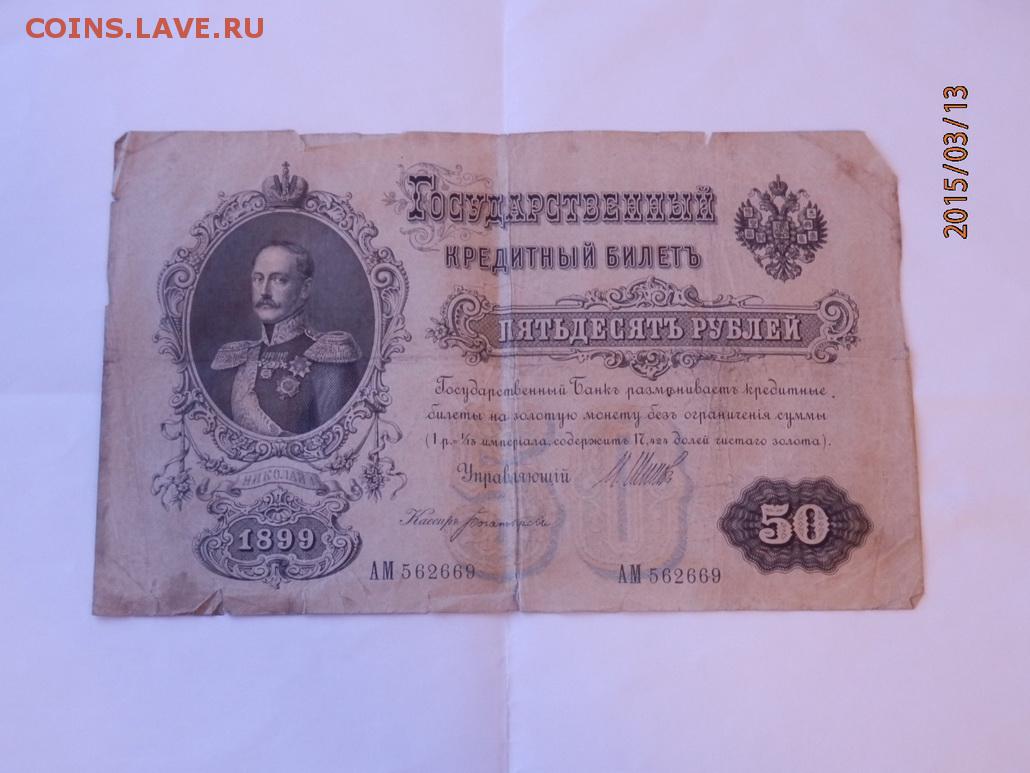 COINS.LAVE.RU
2015/03/13
ГОСУДАРСТВЕННЫЙ
КРЕДИТНЫЙ БИЛЕТЪ
ПЯТЬДЕСЯТЪ РУБЛЕЙ
Государственный Банкъ размѣниваетъ кредитные
билеты на золотую монету безъ ограниченія суммы
(1 р.= 1/15 имперіала, содержитъ 17,424 долей чистаго золота).
Управляющій
Кассиръ
НИКОЛАЙ I
1899
50
50
АМ 562669
АМ 562669